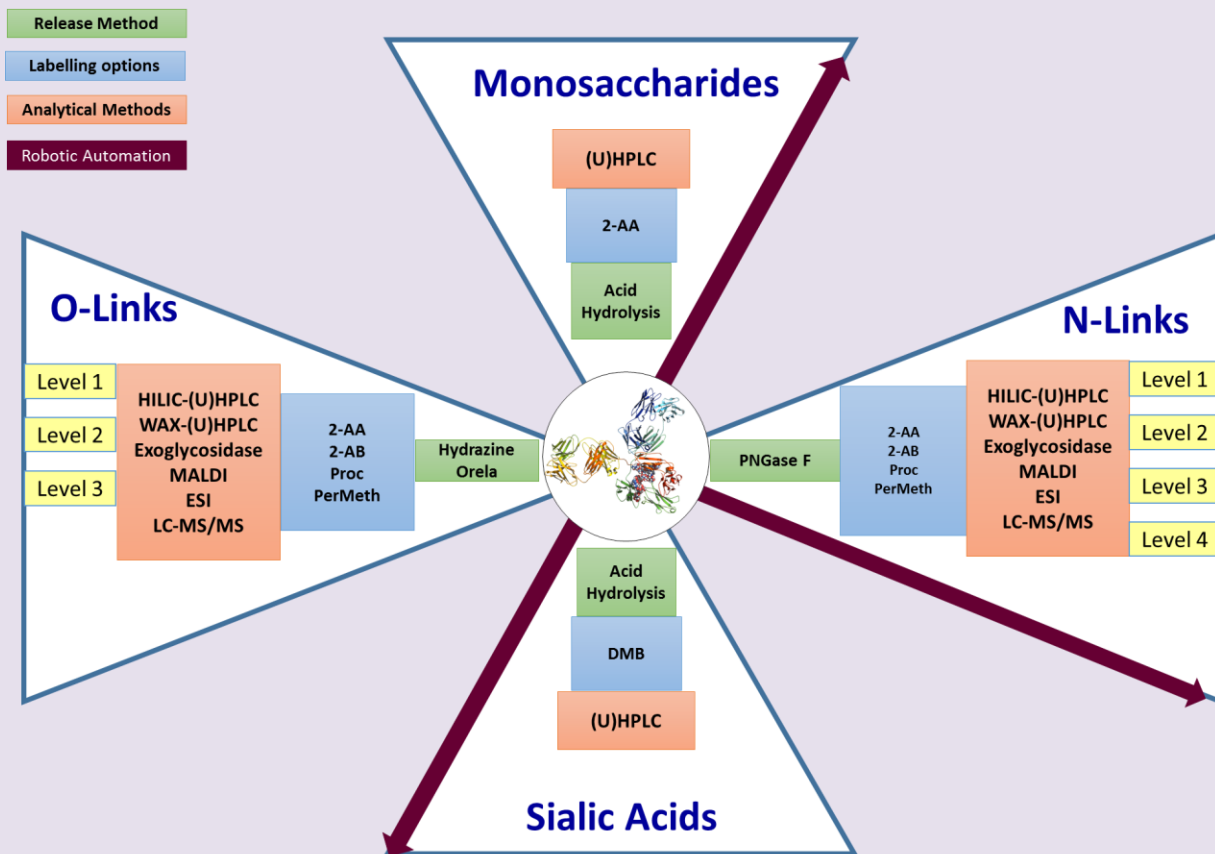 Release Method
Labelling options
Analytical Methods
Robotic Automation
Monosaccharides
(U)HPLC
2-AA
Acid
Hydrolysis
O-Links
Level 1
Level 2
Level 3
HILIC-(U)HPLC
WAX-(U)HPLC
Exoglycosidase
MALDI
ESI
LC-MS/MS
2-AA
2-AB
Proc
PerMeth
Hydrazine
Orela
N-Links
PNGase F
2-AA
2-AB
Proc
PerMeth
HILIC-(U)HPLC
WAX-(U)HPLC
Exoglycosidase
MALDI
ESI
LC-MS/MS
Level 1
Level 2
Level 3
Level 4
Acid
Hydrolysis
DMB
(U)HPLC
Sialic Acids